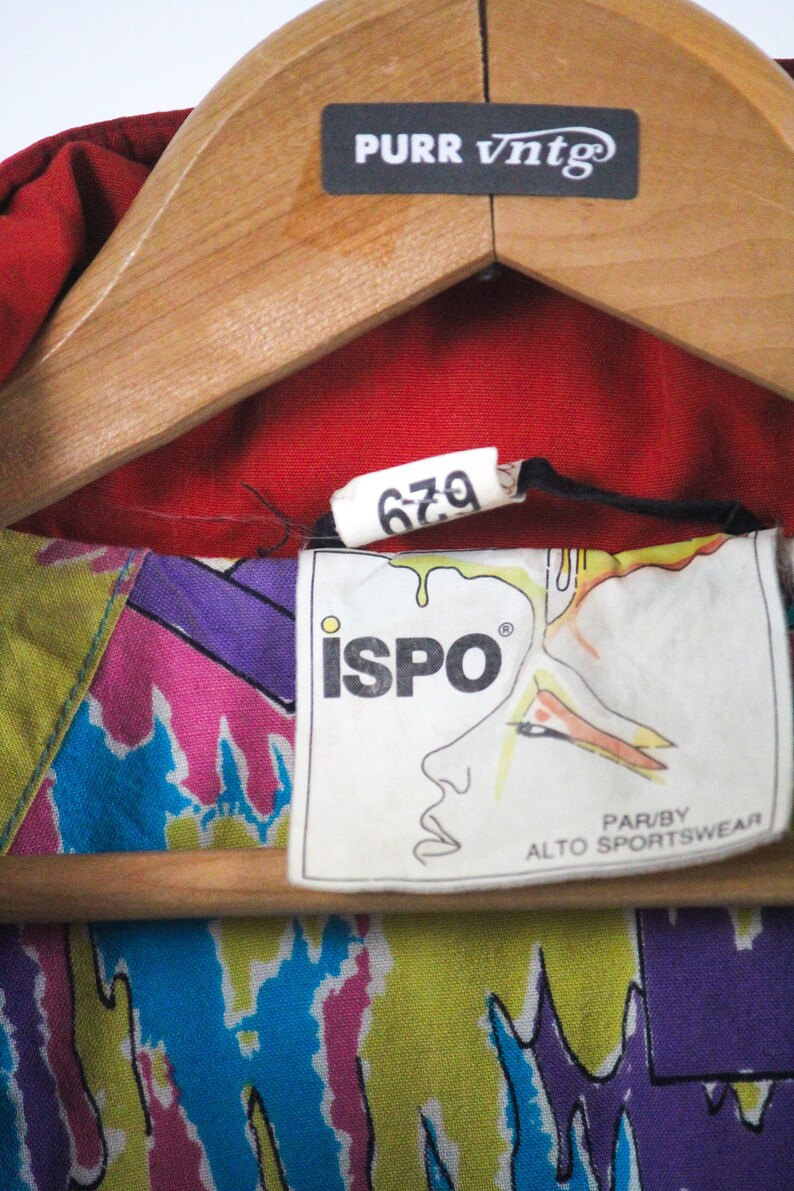 PURR vntg
629
iSPO®
PAR/BY
ALTO SPORTSWEAR